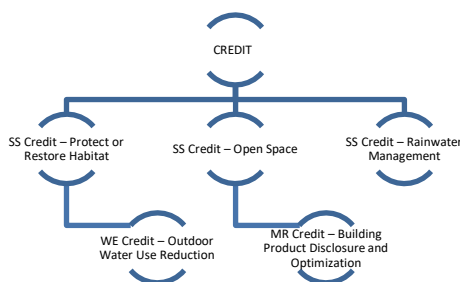 CREDIT
SS Credit – Protect or
Restore Habitat
SS Credit – Open Space
SS Credit – Rainwater
Management
WE Credit – Outdoor
Water Use Reduction
MR Credit – Building
Product Disclosure and
Optimization